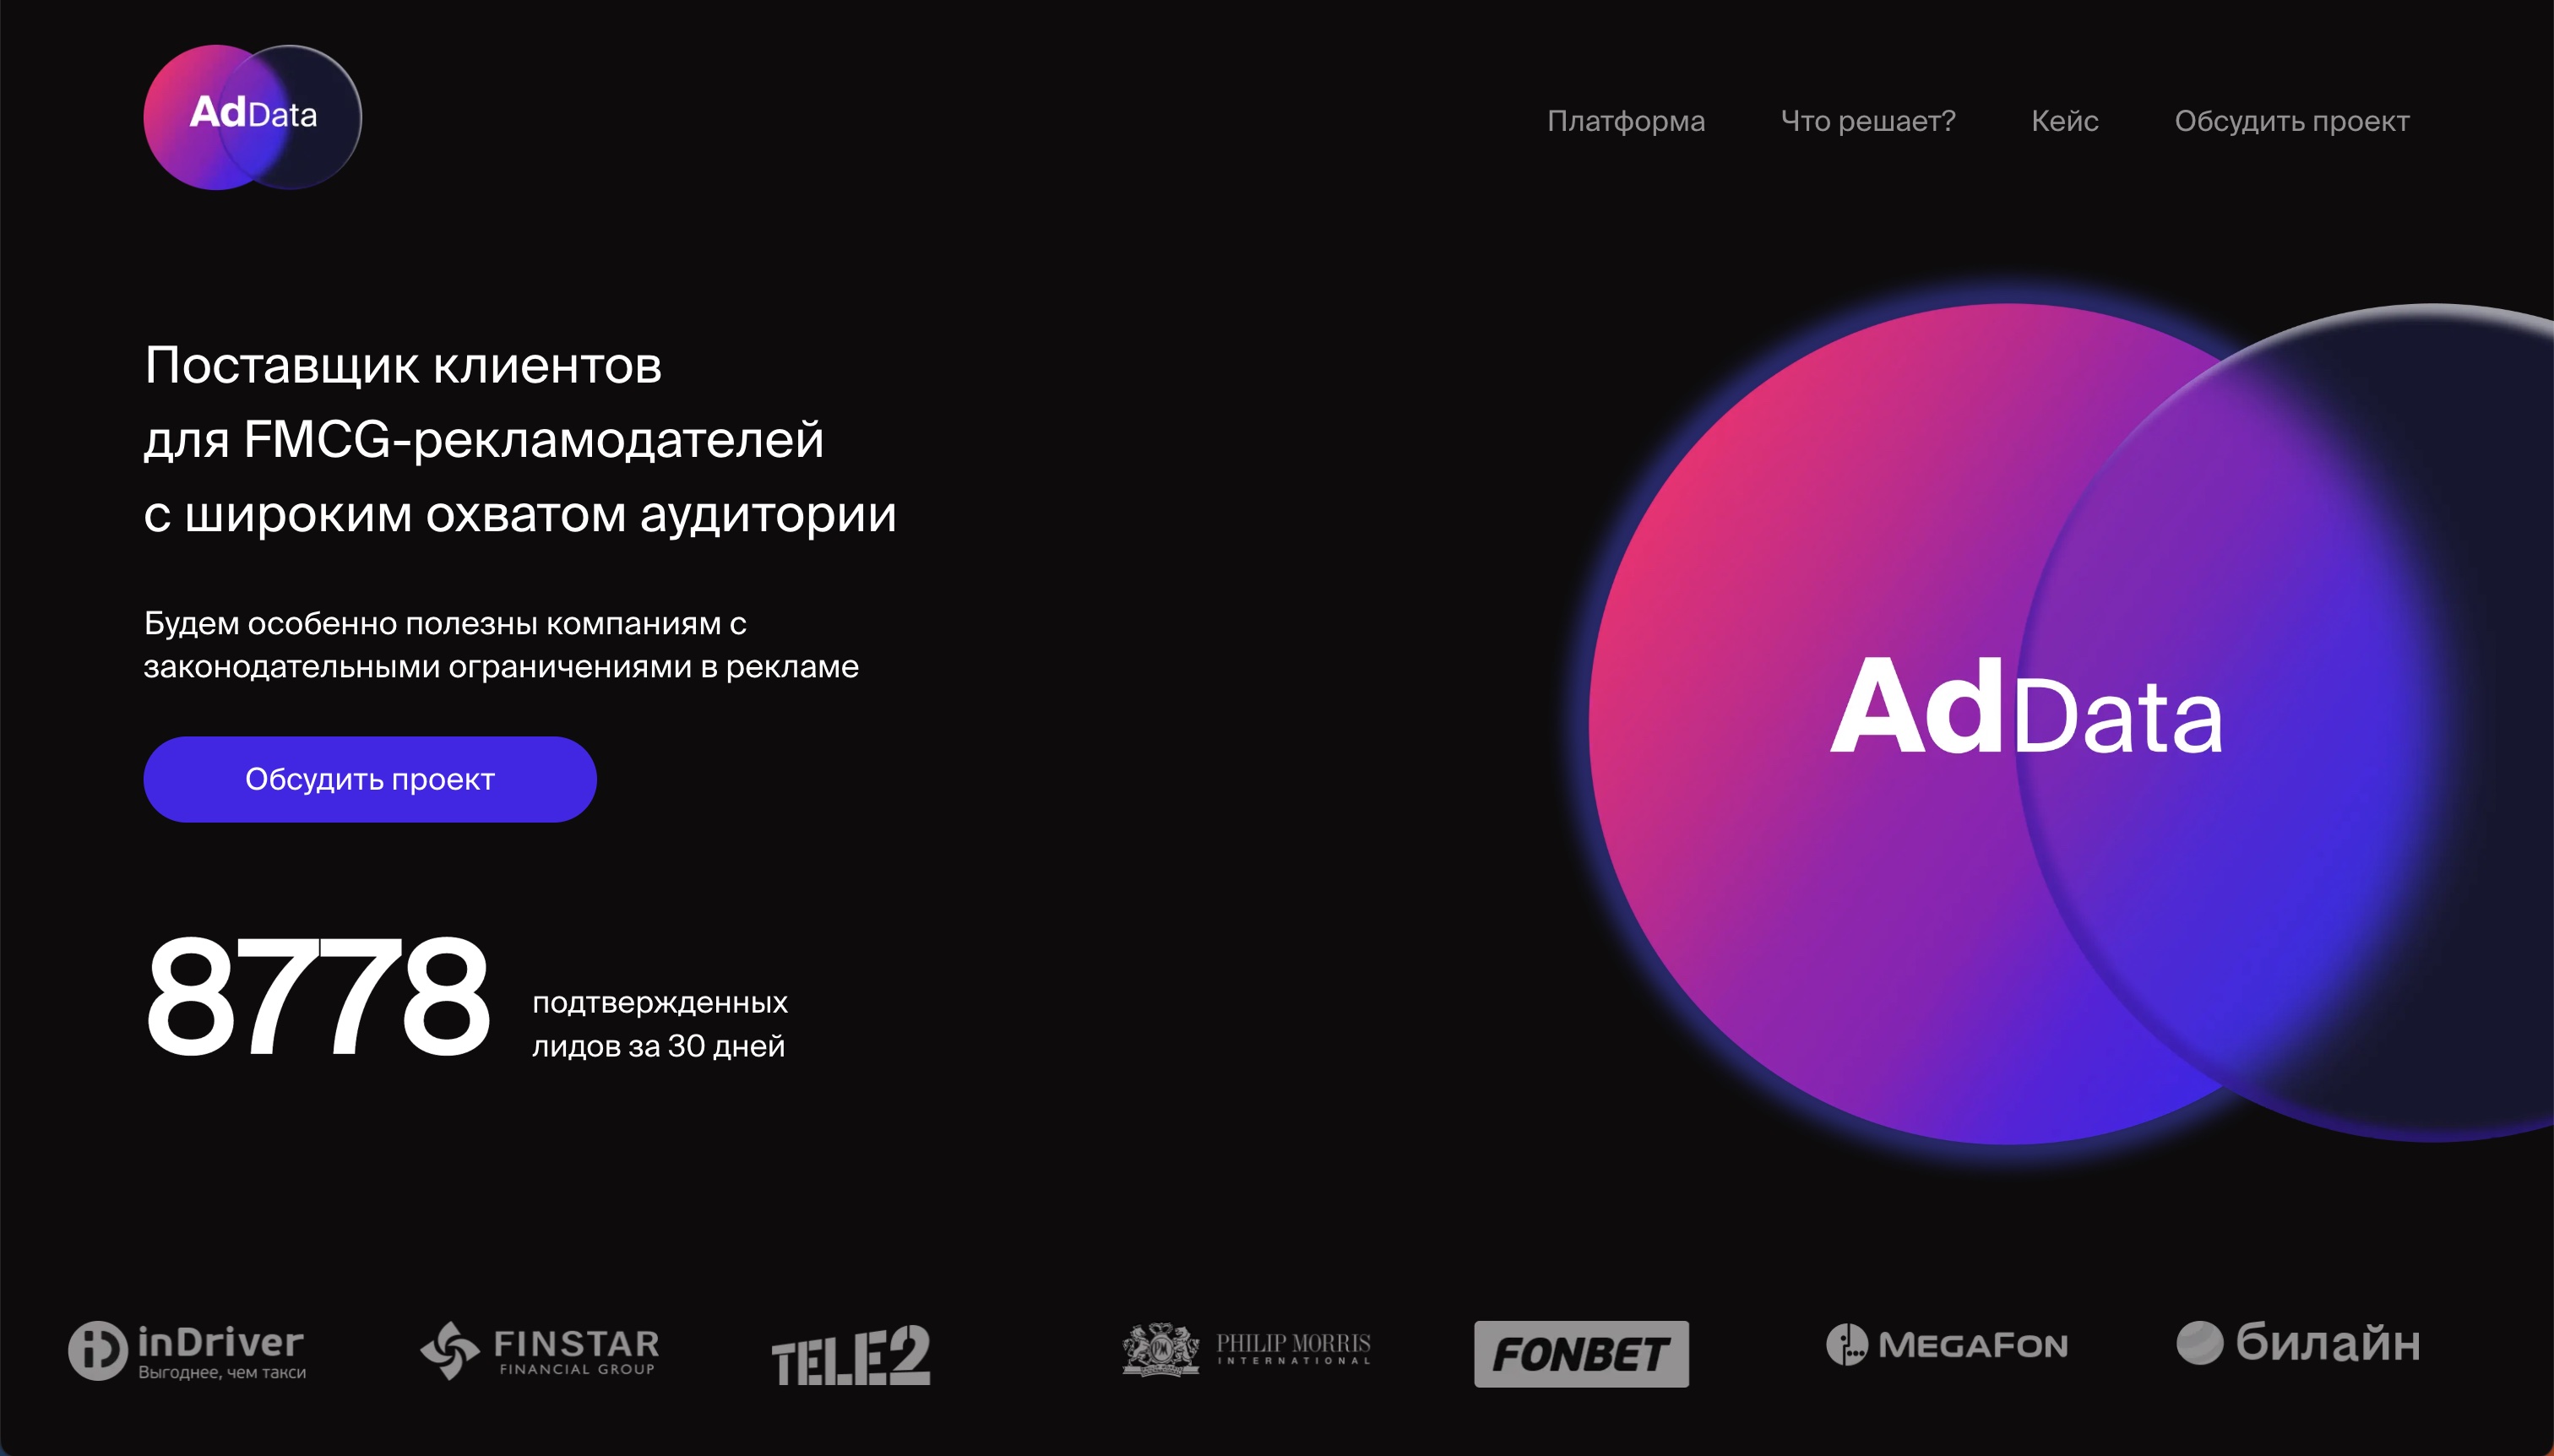 AdData
Платформа
Что решает?
Кейс
Обсудить проект
Поставщик клиентов
для FMCG-рекламодателей
с широким охватом аудитории
Будем особенно полезны компаниям с
законодательными ограничениями в рекламе
Обсудить проект
8778
подтвержденных
лидов за 30 дней
AdData
inDriver
Выгоднее, чем такси
FINSTAR
FINANCIAL GROUP
TELE2
PHILIP MORRIS
INTERNATIONAL
FONBET
MEGAFON
билайн